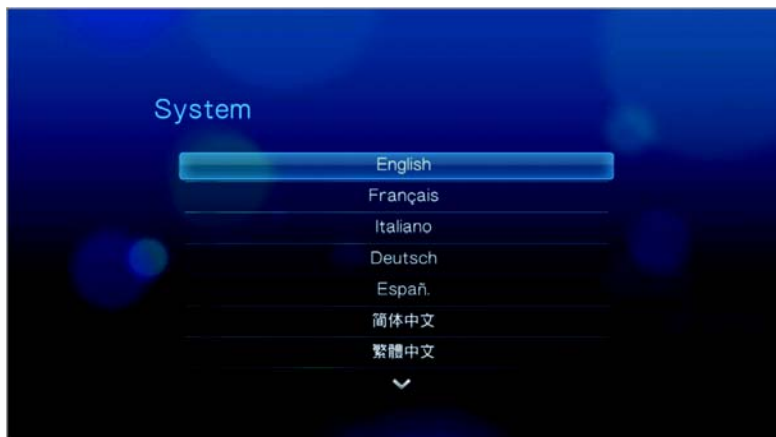 System
English
Français
Italiano
Deutsch
Españ.
简体中文
繁體中文